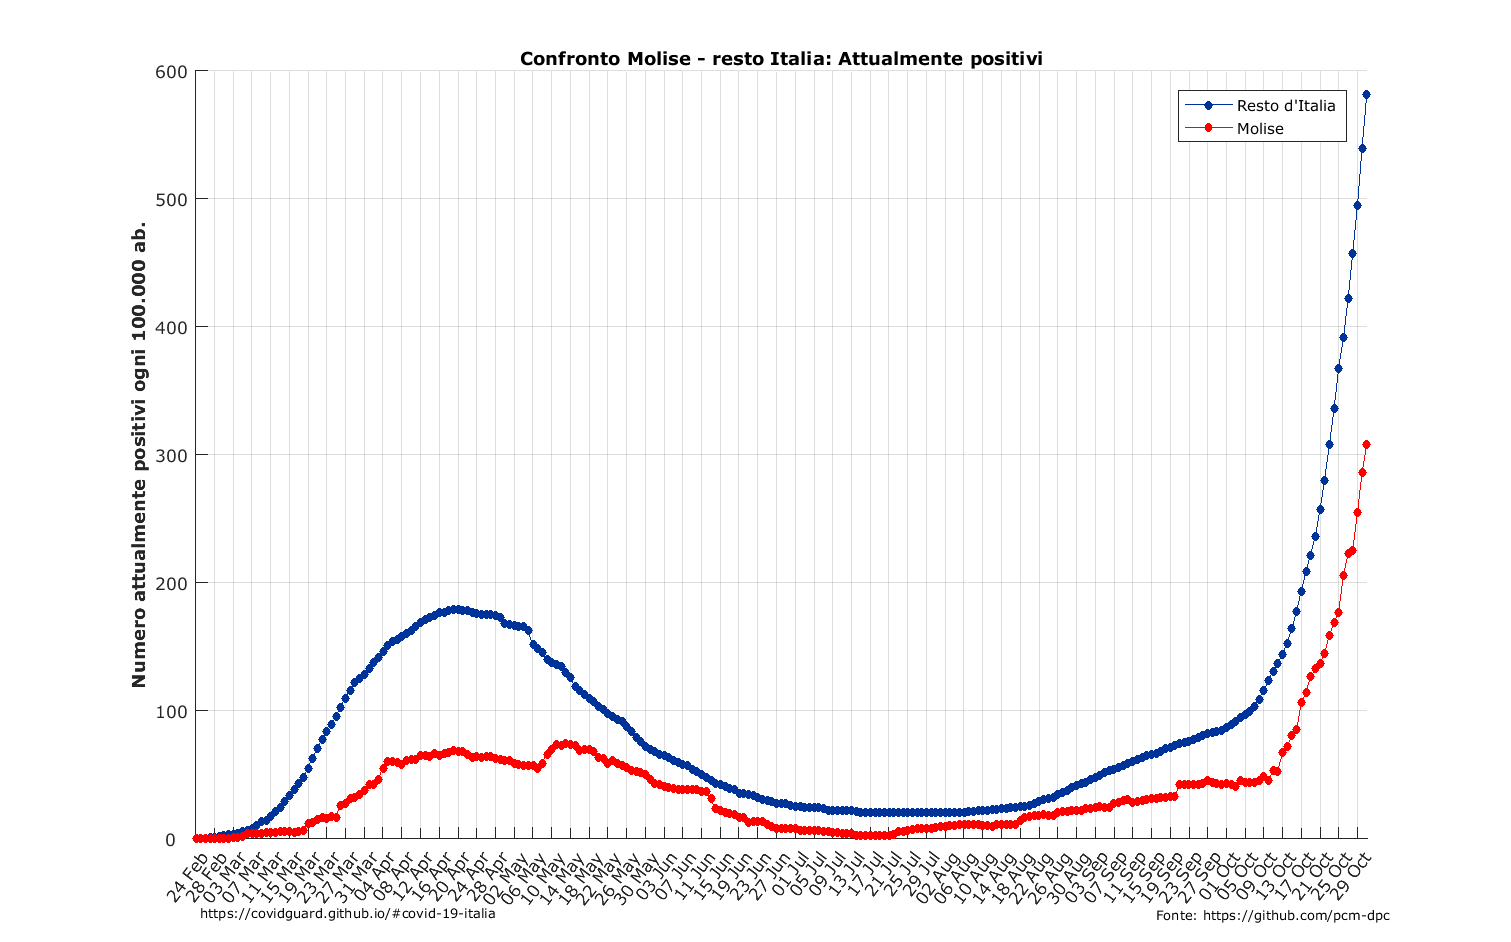 Confronto Molise - resto Italia: Attualmente positivi
Numero attualmente positivi ogni 100.000 ab.
600
500
400
300
200
100
0
Resto d'Italia
Molise
24 Feb
28 Feb
03 Mar
07 Mar
11 Mar
15 Mar
19 Mar
23 Mar
27 Mar
31 Mar
04 Apr
08 Apr
12 Apr
16 Apr
20 Apr
24 Apr
28 Apr
02 May
06 May
10 May
14 May
18 May
22 May
26 May
30 May
03 Jun
07 Jun
11 Jun
15 Jun
19 Jun
23 Jun
27 Jun
01 Jul
05 Jul
09 Jul
13 Jul
17 Jul
21 Jul
25 Jul
29 Jul
02 Aug
06 Aug
10 Aug
14 Aug
18 Aug
22 Aug
26 Aug
30 Aug
03 Sep
07 Sep
11 Sep
15 Sep
19 Sep
23 Sep
27 Sep
01 Oct
05 Oct
09 Oct
13 Oct
17 Oct
21 Oct
25 Oct
29 Oct
https://covidguard.github.io/#covid-19-italia
Fonte: https://github.com/pcm-dpc